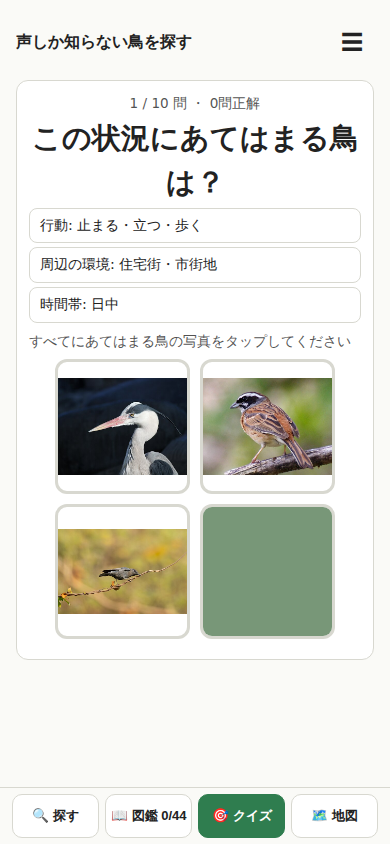 声しか知らない鳥を探す
1 / 10 問 ・ 0問正解
この状況にあてはまる鳥
は？
行動: 止まる・立つ・歩く
周辺の環境: 住宅街・市街地
時間帯: 日中
すべてにあてはまる鳥の写真をタップしてください
🔍 探す
📖 図鑑 0/44
🎯 クイズ
🗺️ 地図